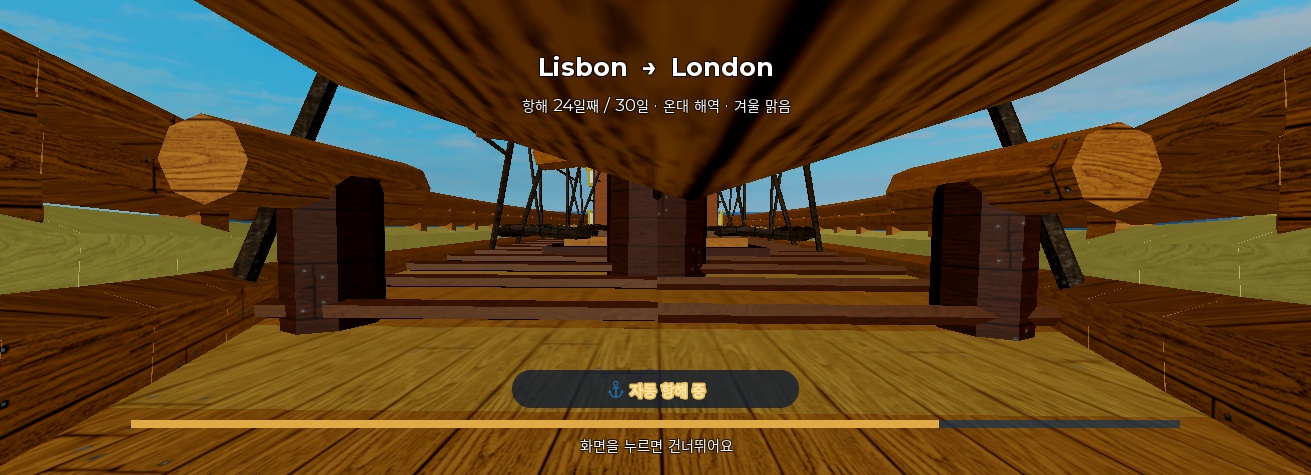 Lisbon → London
항해 24일째 / 30일 · 온대 해역 · 겨울 맑음
⚓ 자동 항해 중
화면을 누르면 건너뛰어요